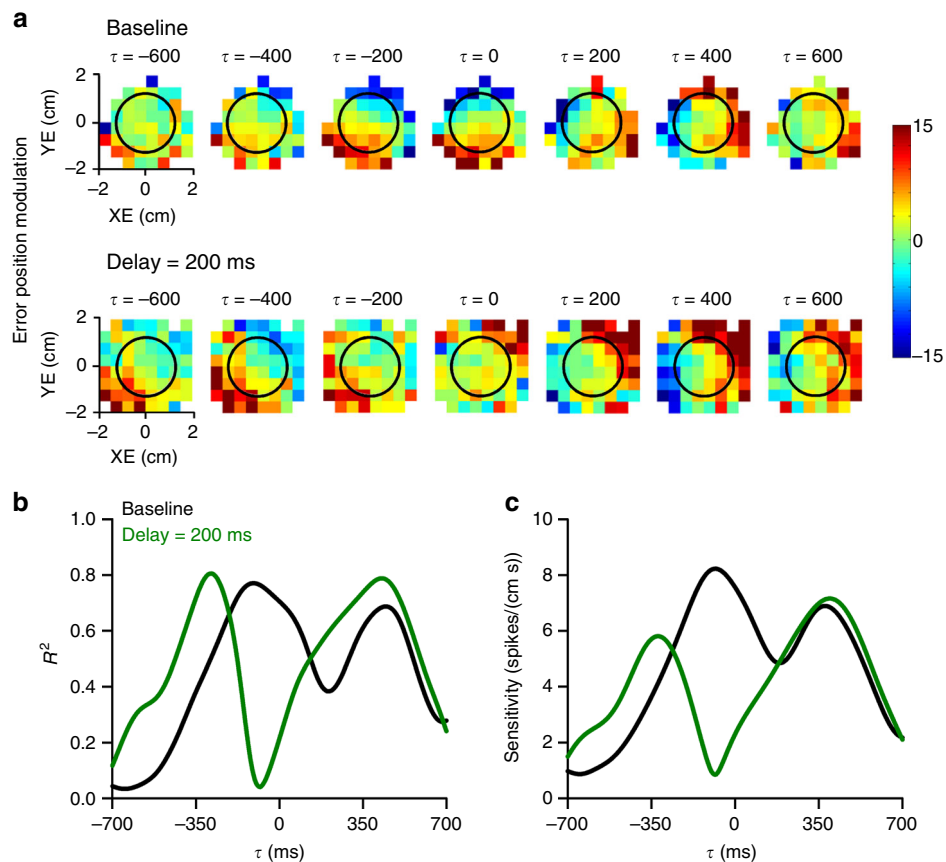 a
Baseline
τ = −600 τ = −400 τ = −200 τ = 0 τ = 200 τ = 400 τ = 600
Error position modulation
YE (cm)
2
0
−2
−2 0 2
XE (cm)
15
0
−15
Delay = 200 ms
τ = −600 τ = −400 τ = −200 τ = 0 τ = 200 τ = 400 τ = 600
YE (cm)
2
0
−2
−2 0 2
XE (cm)
b
Baseline
Delay = 200 ms
R²
1.0
0.8
0.6
0.4
0.2
0.0
−700 −350 0 350 700
τ (ms)
c
Sensitivity (spikes/(cm s))
10
8
6
4
2
0
−700 −350 0 350 700
τ (ms)